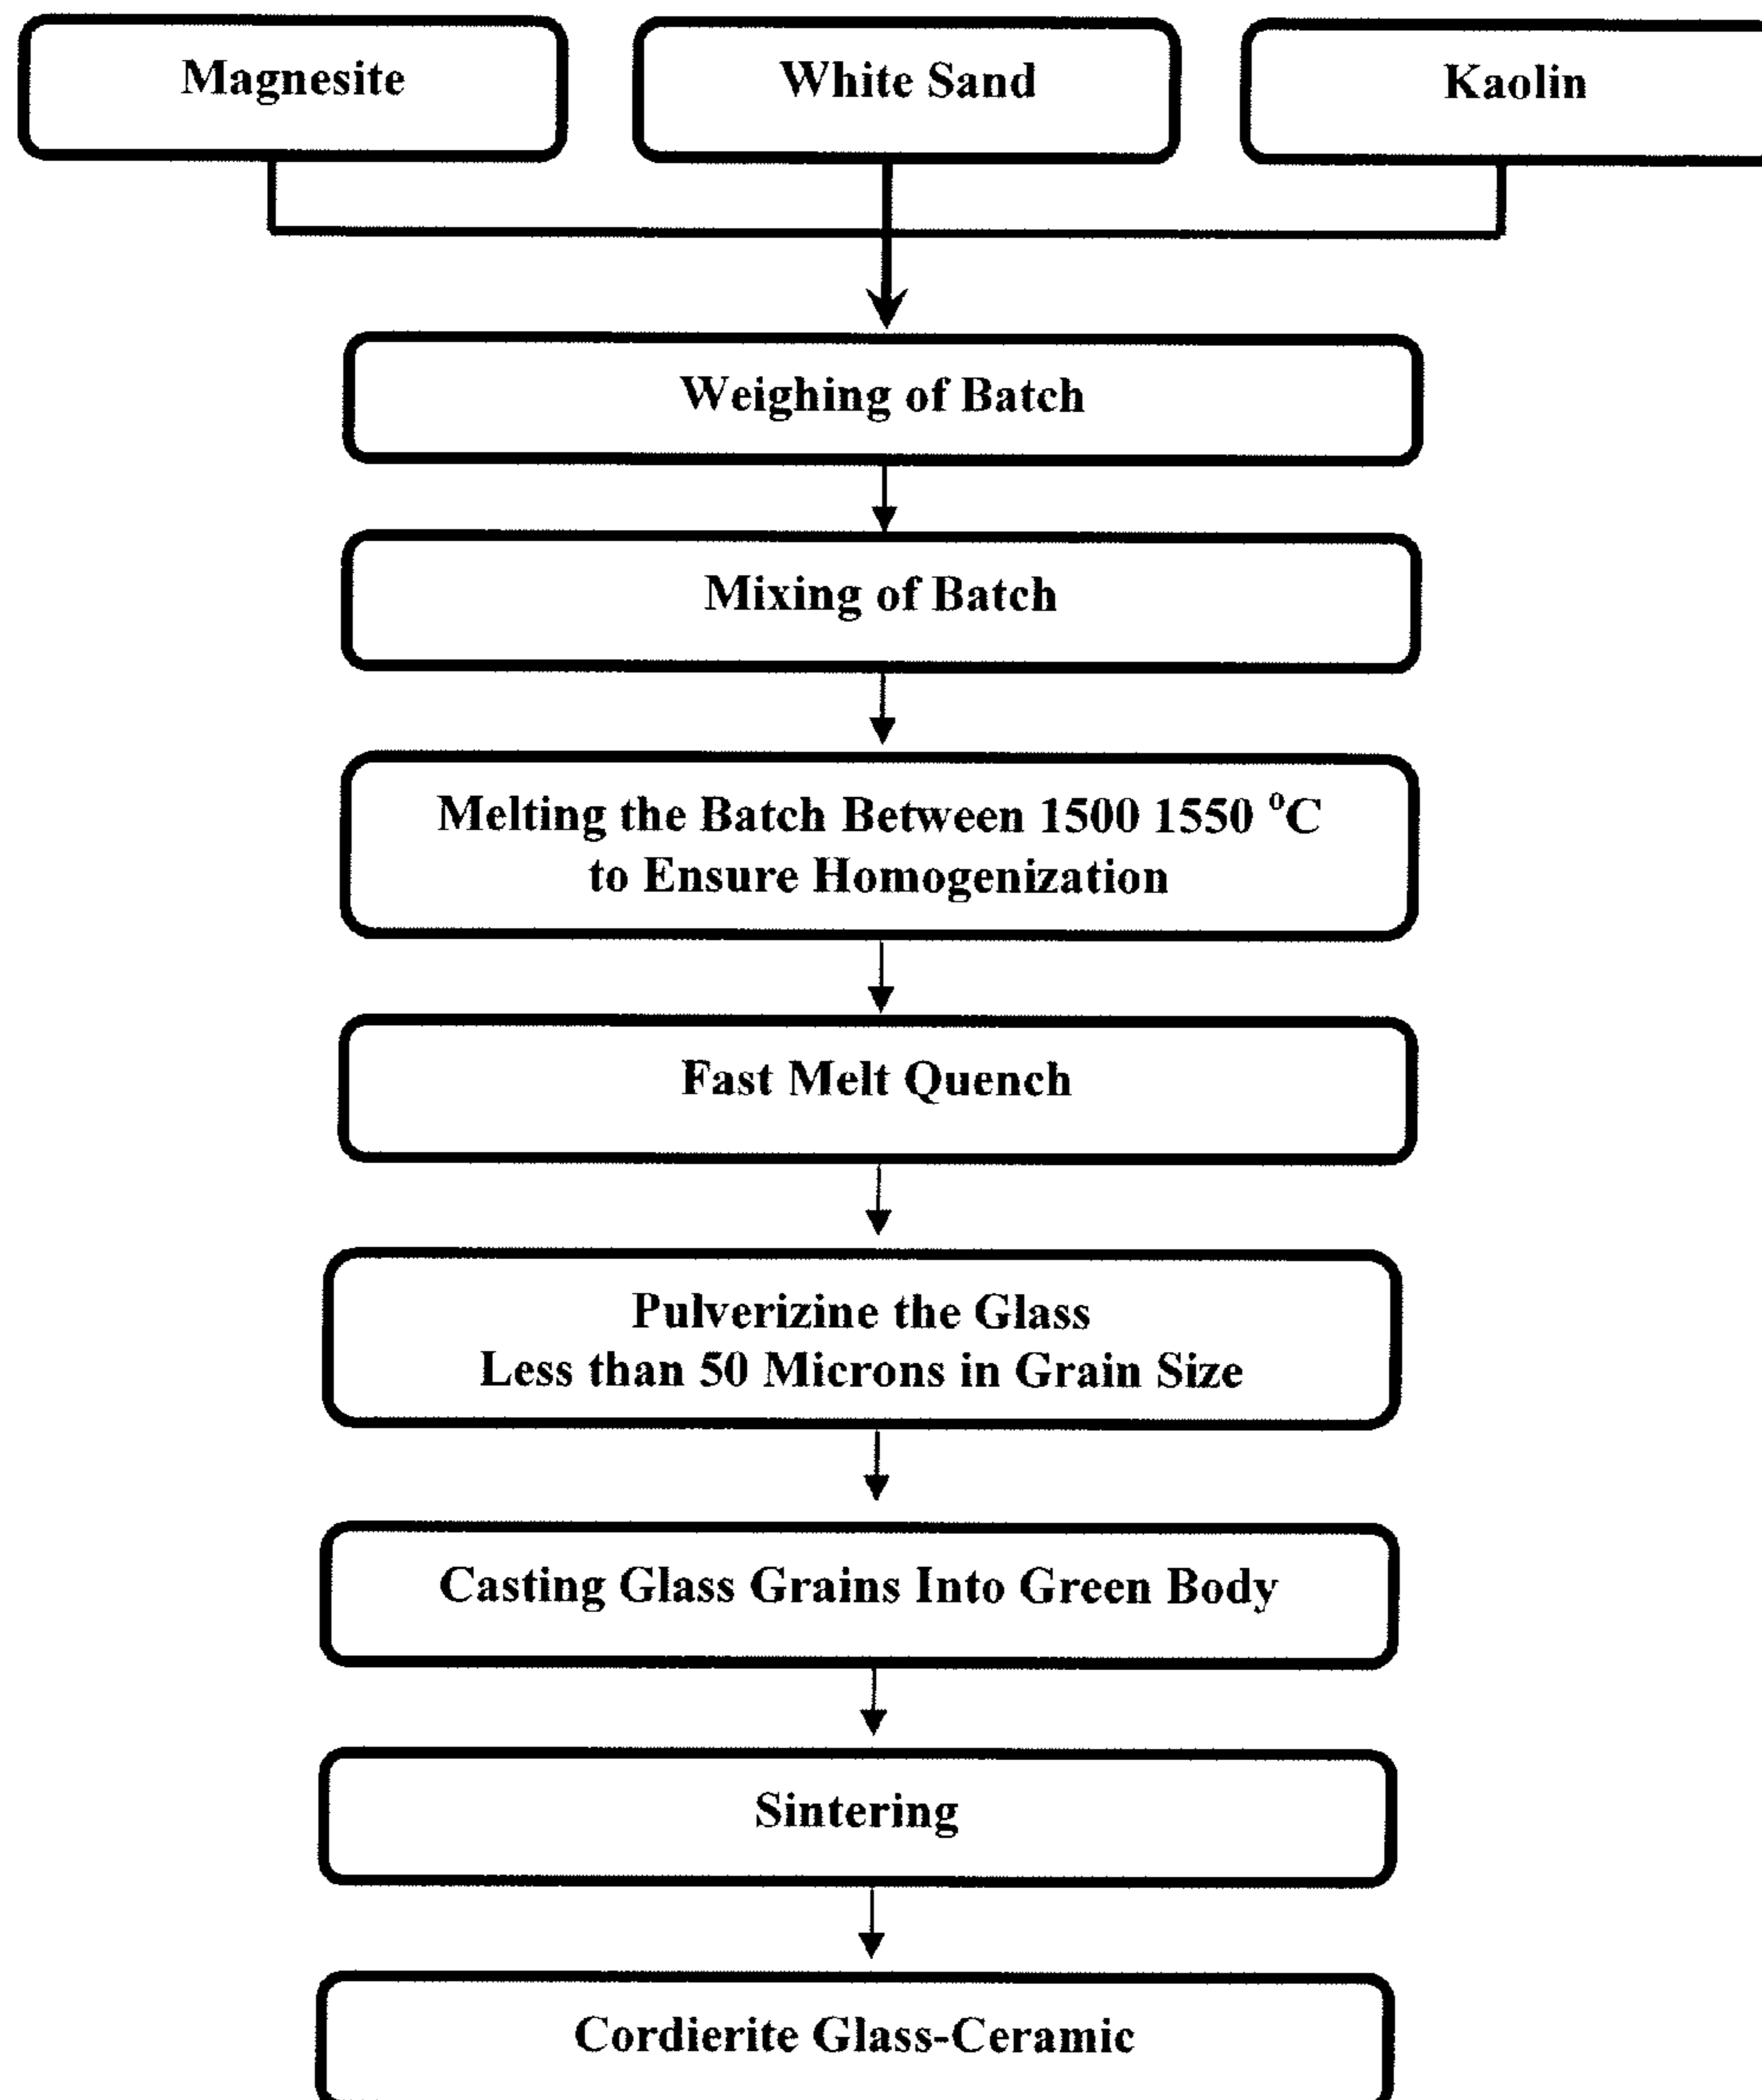 Magnesite
White Sand
Kaolin
Weighing of Batch
Mixing of Batch
Melting the Batch Between 1500 1550 °C
to Ensure Homogenization
Fast Melt Quench
Pulverizine the Glass
Less than 50 Microns in Grain Size
Casting Glass Grains Into Green Body
Sintering
Cordierite Glass-Ceramic